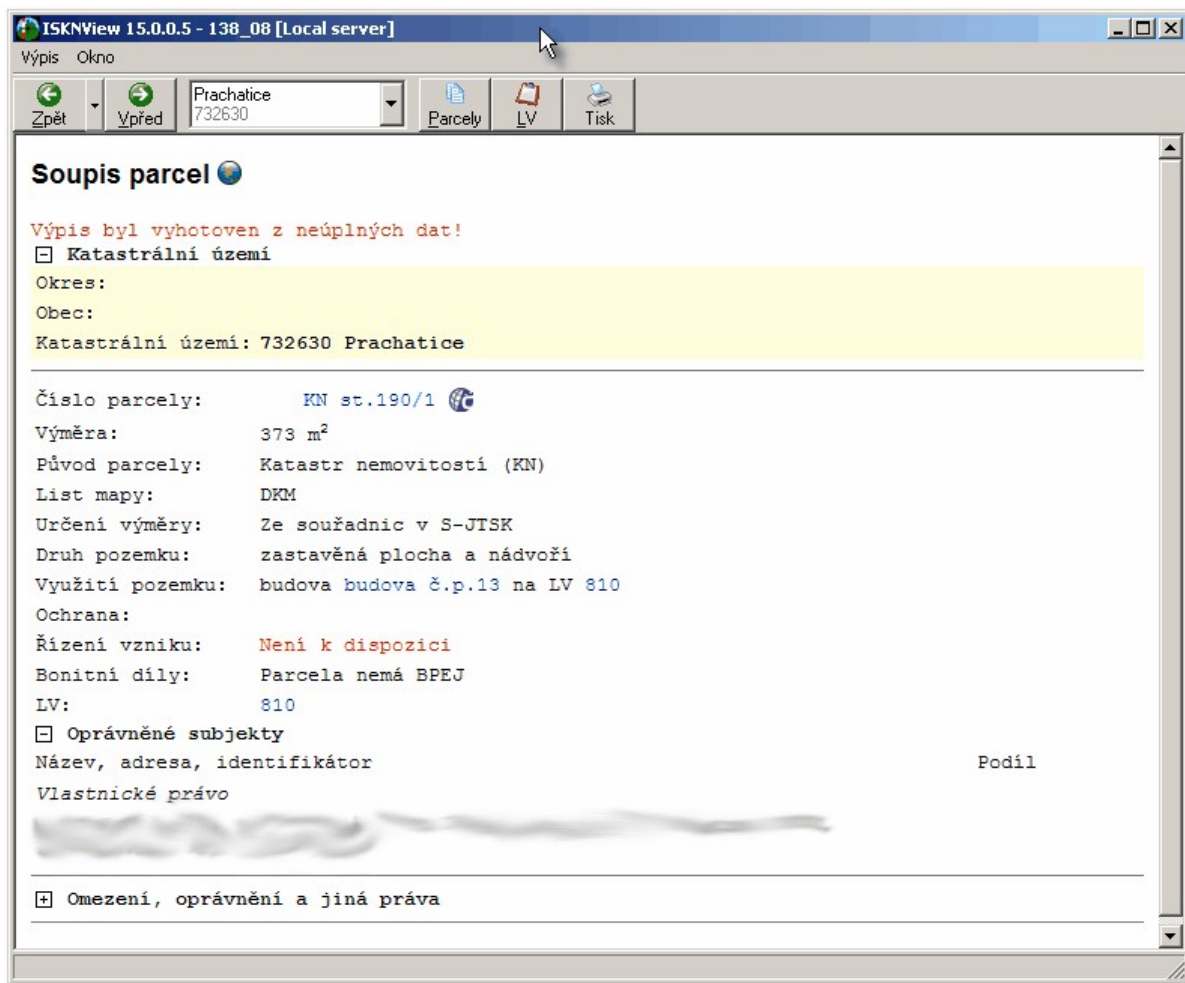 ISKNView 15.0.0.5 - 138_08 [Local server]
Výpis Okno
Zpět Vpřed Prachatice 732630 Parcely LV Tisk
Soupis parcel
Výpis byl vyhotoven z neúplných dat!
Katastrální území
Okres:
Obec:
Katastrální území: 732630 Prachatice
Číslo parcely: KN st.190/1
Výměra: 373 m²
Původ parcely: Katastr nemovitostí (KN)
List mapy: DKM
Určení výměry: Ze souřadnic v S-JTSK
Druh pozemku: zastavěná plocha a nádvoří
Využití pozemku: budova budova č.p.13 na LV 810
Ochrana:
Řízení vzniku: Není k dispozici
Bonitní díly: Parcela nemá BPEJ
LV: 810
Oprávněné subjekty
Název, adresa, identifikátor Podíl
Vlastnické právo
Omezení, oprávnění a jiná práva